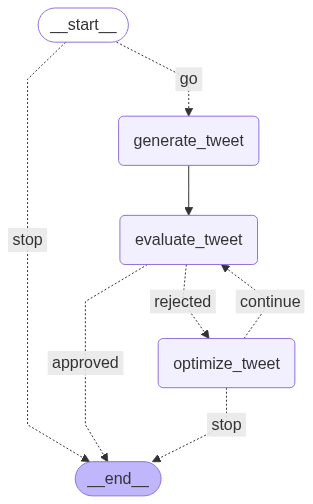 __start__
go
generate_tweet
stop
evaluate_tweet
rejected
continue
approved
optimize_tweet
stop
__end__